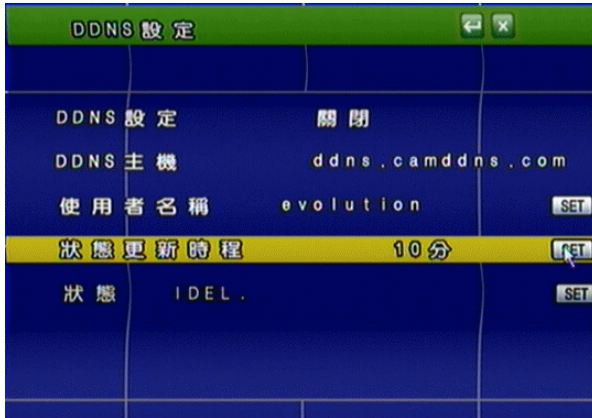 DDNS設定
DDNS設定 關閉
DDNS主機 ddns.camddns.com
使用者名稱 evolution SET
狀態更新時程 10分 SET
狀態 IDEL. SET